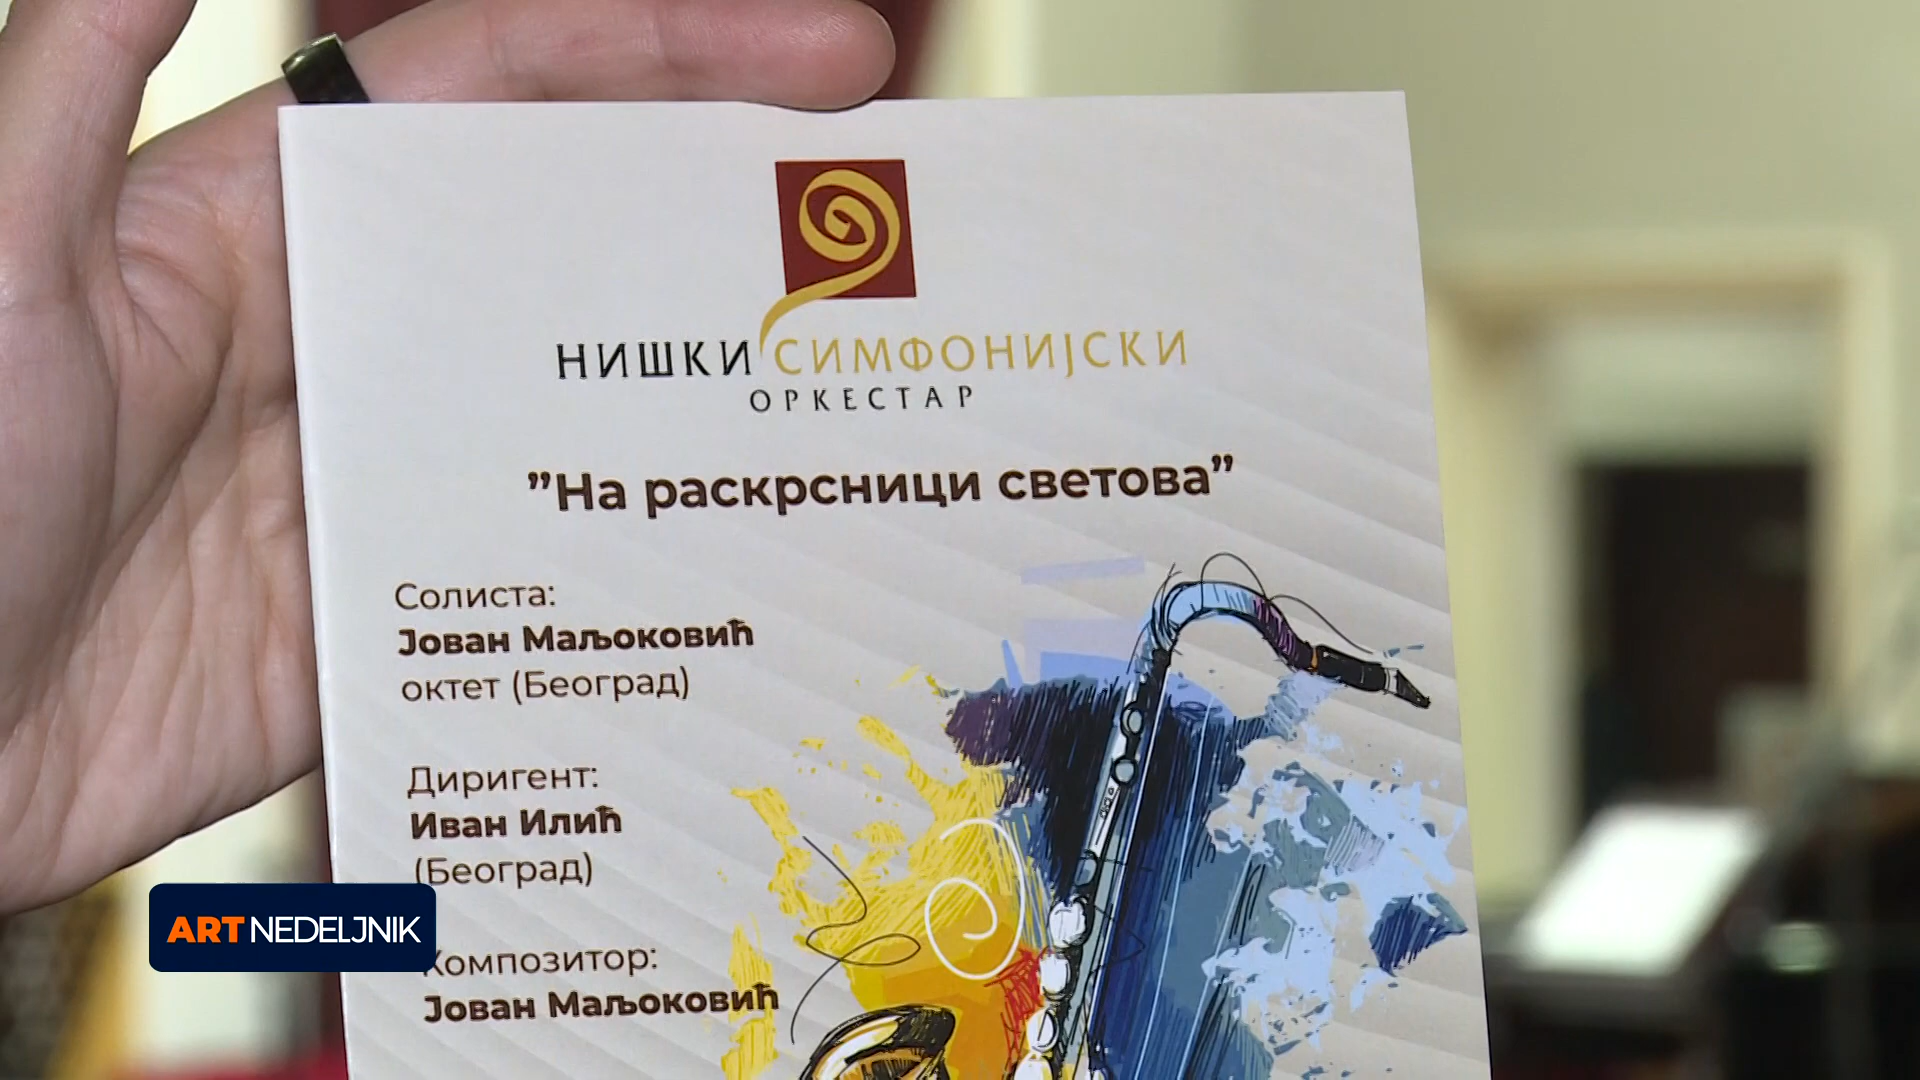 НИШКИ СИМФОНИЈСКИ
ОРКЕСТАР
”На раскрсници светова”
Солиста:
Јован Маљоковић
октет (Београд)
Диригент:
Иван Илић
(Београд)
ART NEDELJNIK
Композитор:
Јован Маљоковић